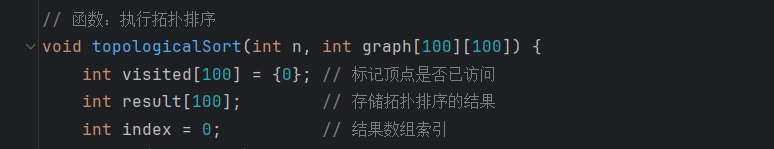 // 函数：执行拓扑排序
void topologicalSort(int n, int graph[100][100]) {
    int visited[100] = {0}; // 标记顶点是否已访问
    int result[100];        // 存储拓扑排序的结果
    int index = 0;          // 结果数组索引